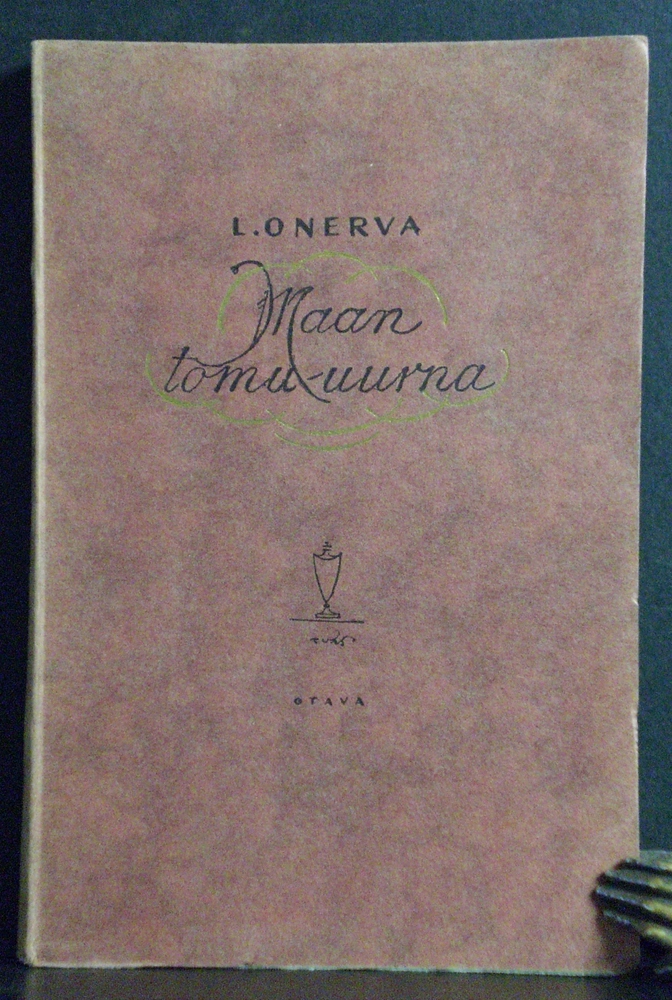 L. ONERVA
Maan
tomu-uurna
OTAVA